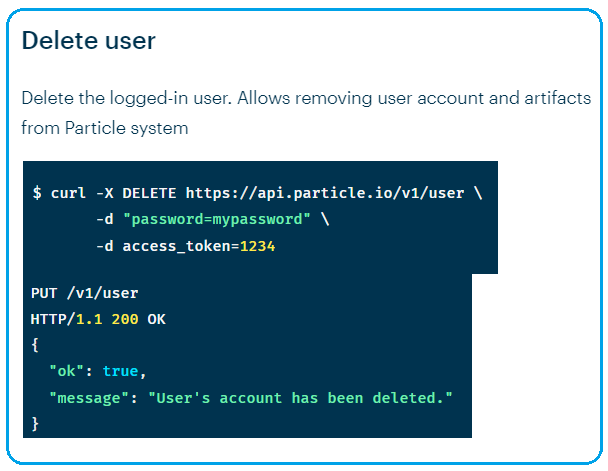 Delete user
Delete the logged-in user. Allows removing user account and artifacts
from Particle system
$ curl -X DELETE https://api.particle.io/v1/user \
-d "password=mypassword" \
-d access_token=1234
PUT /v1/user
HTTP/1.1 200 OK
{
"ok": true,
"message": "User's account has been deleted."
}